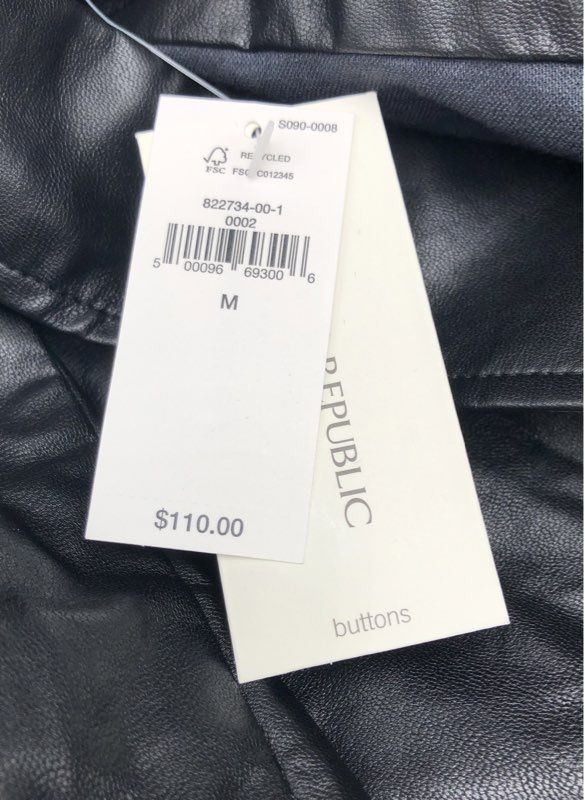 S090-0008
FSC
RECYCLED
FSC C012345
822734-00-1
0002
5 00096 69300 6
M
$110.00
REPUBLIC
buttons